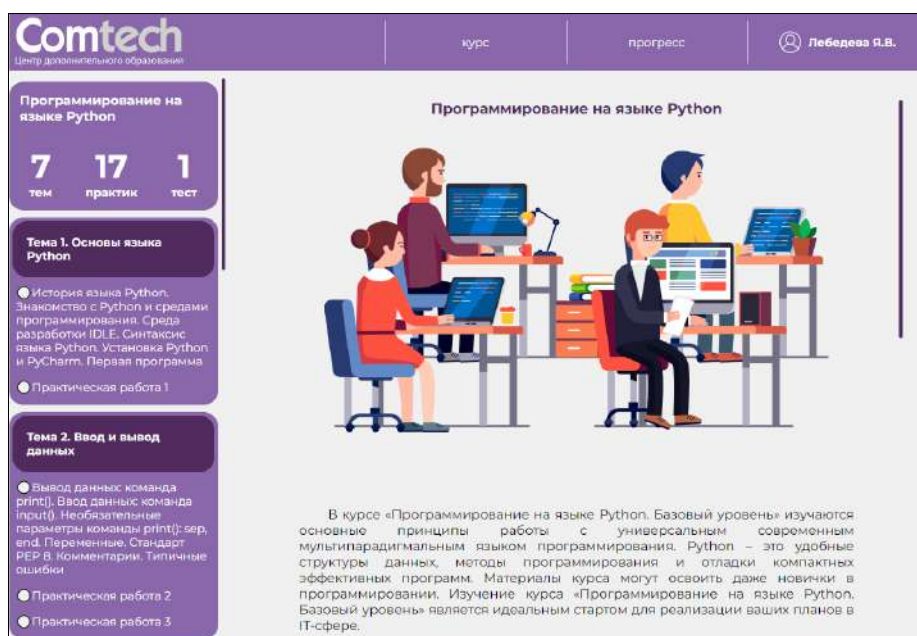 Comtech
Центр дополнительного образования
курс
прогресс
Лебедева Я.В.
Программирование на
языке Python
7
17
1
тем
практик
тест
Тема 1. Основы языка
Python
История языка Python.
Знакомство с Python и средами
программирования. Среда
разработки IDLE. Синтаксис
языка Python. Установка Python
и PyCharm. Первая программа
Практическая работа 1
Тема 2. Ввод и вывод
данных
Вывод данных: команда
print(). Ввод данных: команда
input(). Необязательные
параметры команды print(): sep,
end. Переменные. Стандарт
PEP 8. Комментарии. Типичные
ошибки
Практическая работа 2
Практическая работа 3
Программирование на языке Python
В курсе «Программирование на языке Python. Базовый уровень» изучаются
основные принципы работы с универсальным современным
мультипарадигмальным языком программирования. Python – это удобные
структуры данных, методы программирования и отладки компактных
эффективных программ. Материалы курса могут освоить даже новички в
программировании. Изучение курса «Программирование на языке Python.
Базовый уровень» является идеальным стартом для реализации ваших планов в
IT-сфере.